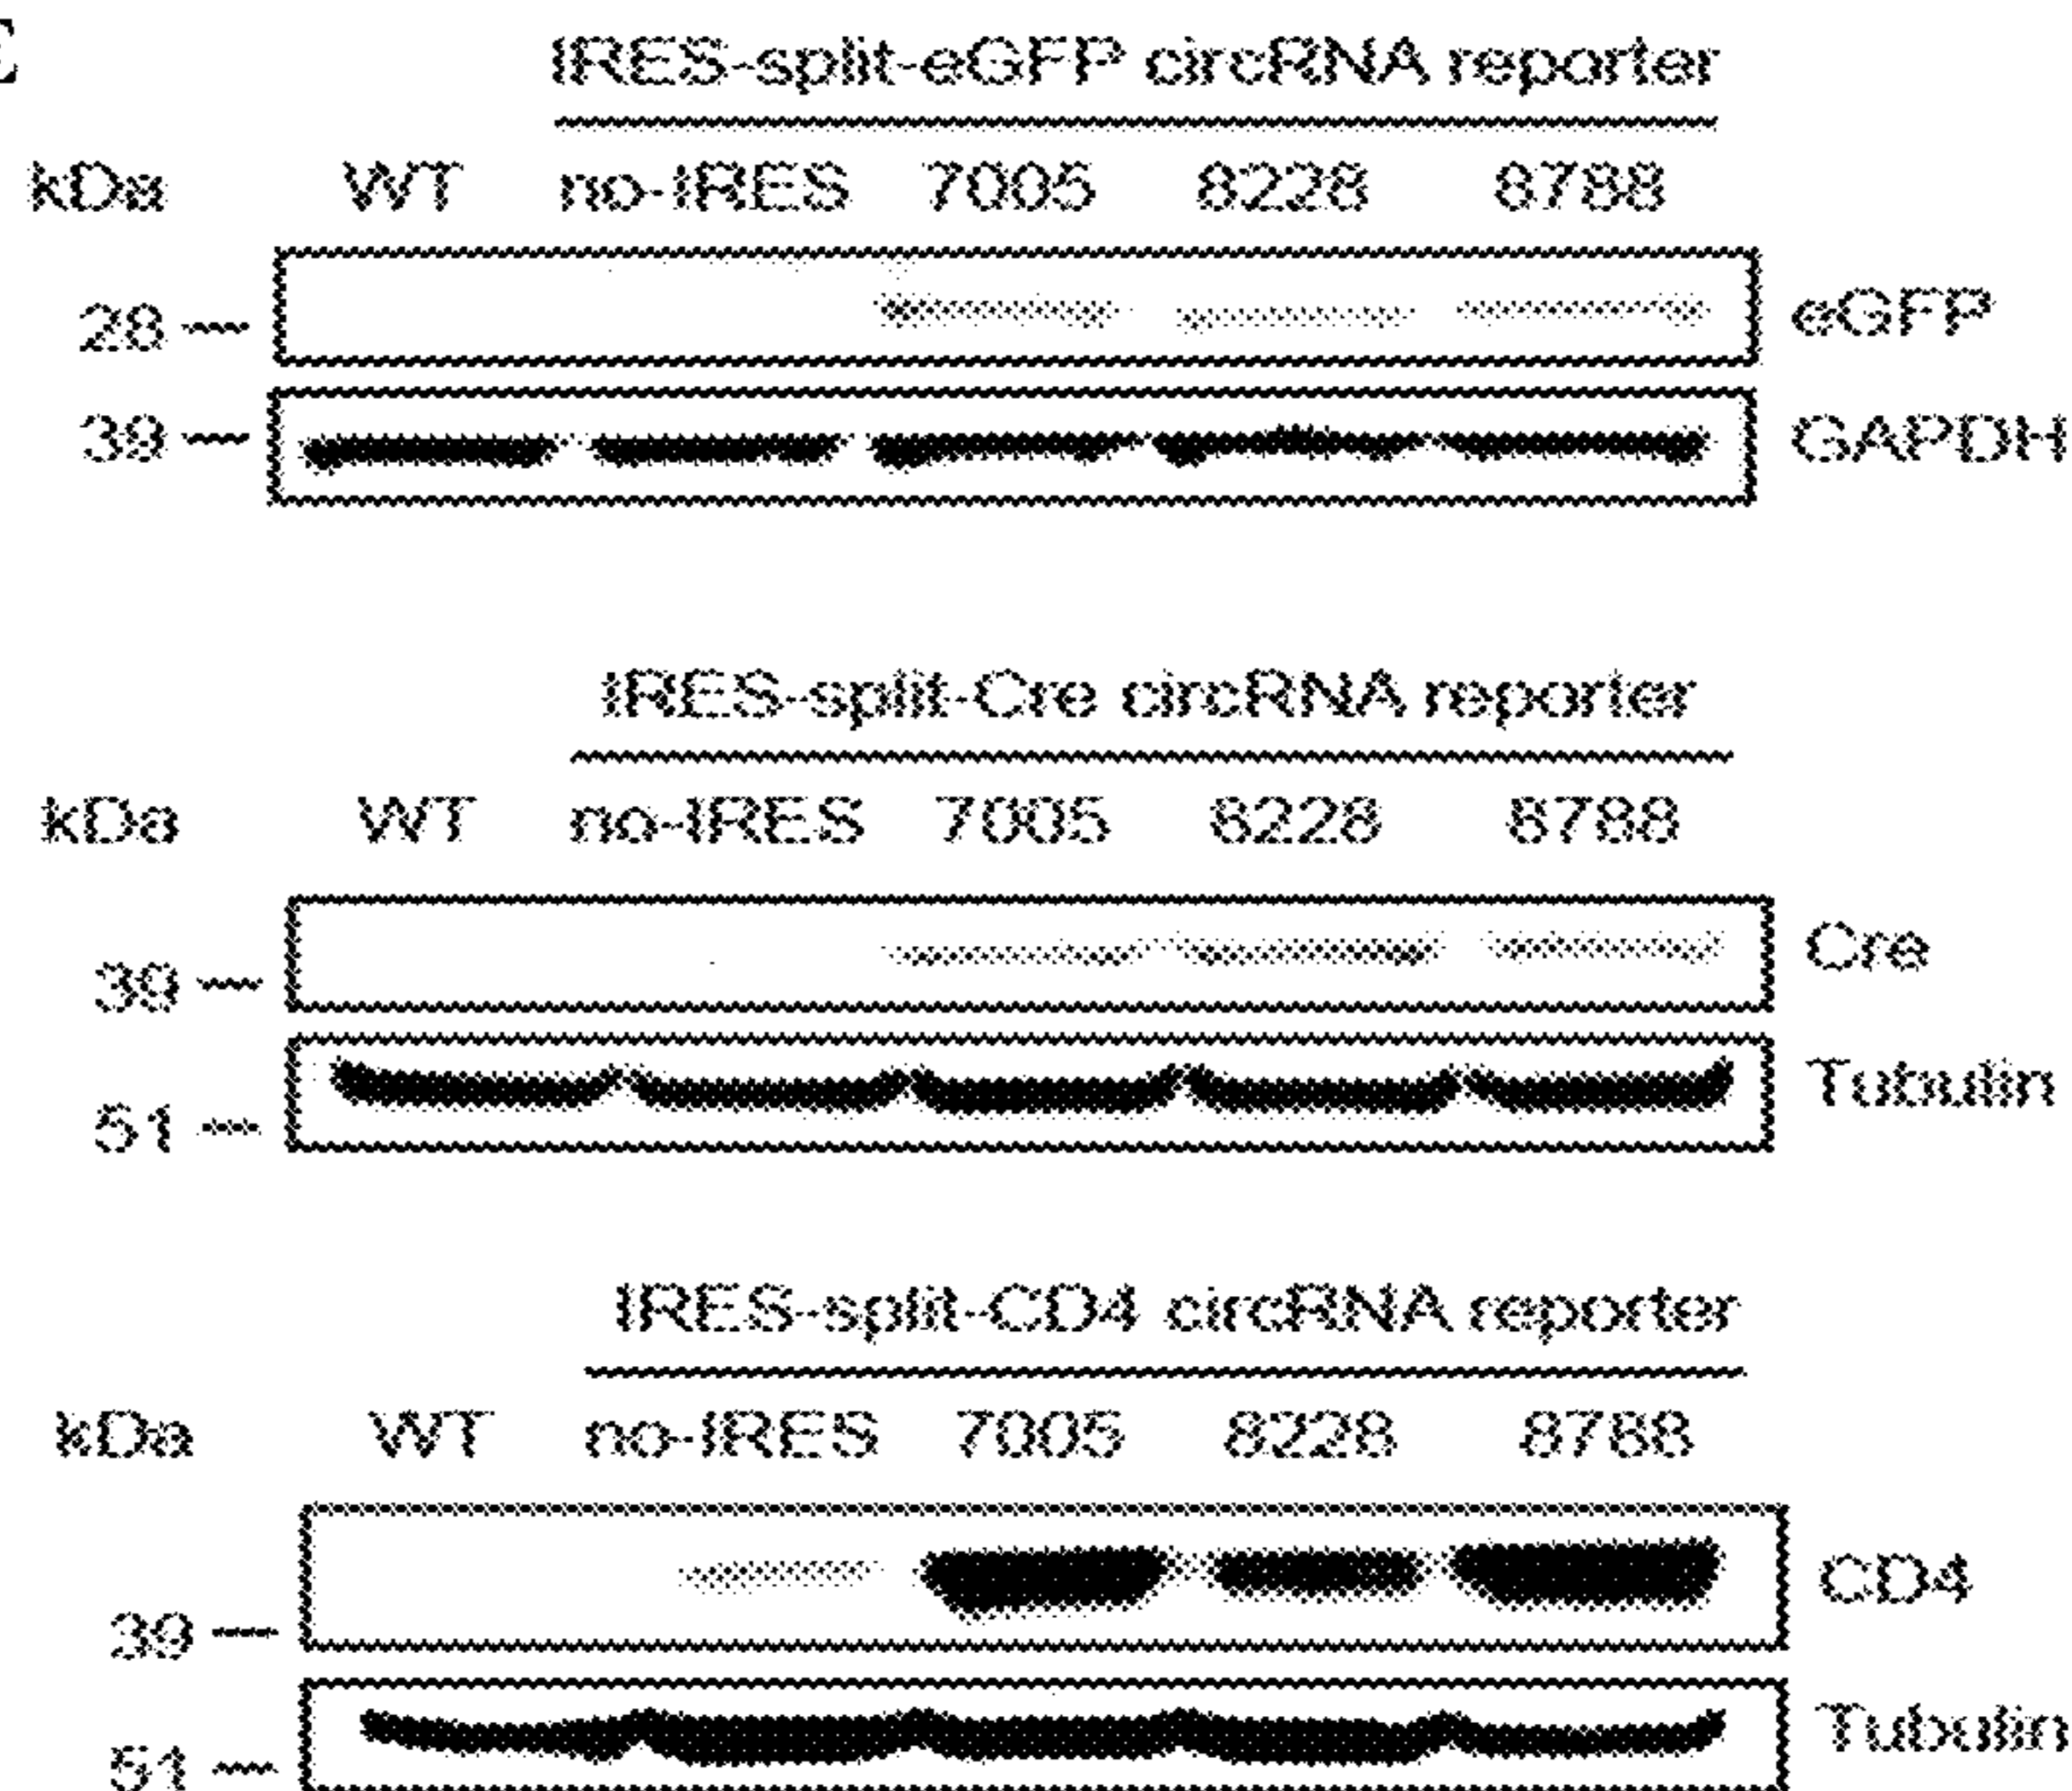 E
IRES-split-eGFP circRNA reporter
kDa WT no-IRES 7005 8228 8788
28 eGFP
39 GAPDH
IRES-split-Cre circRNA reporter
kDa WT no-IRES 7005 8228 8788
39 Cre
51 Tubulin
IRES-split-CD4 circRNA reporter
kDa WT no-IRES 7005 8228 8788
39 CD4
51 Tubulin